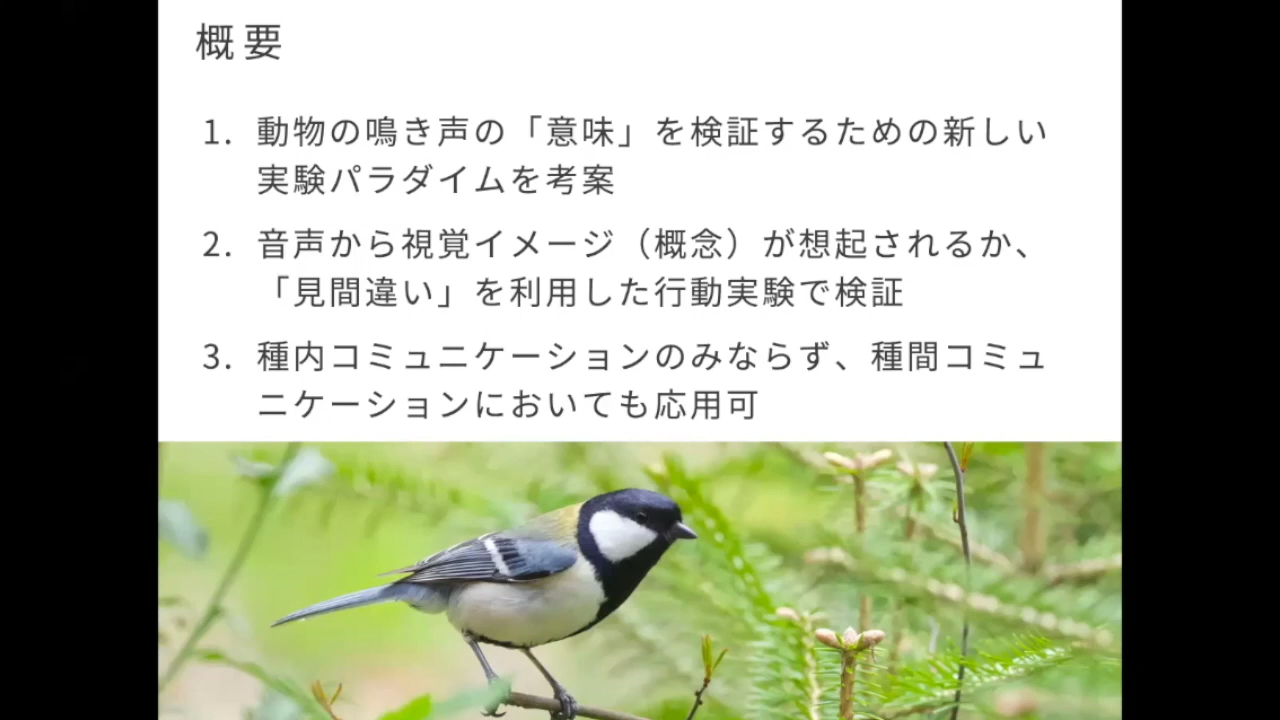 概要
1. 動物の鳴き声の「意味」を検証するための新しい
実験パラダイムを考案
2. 音声から視覚イメージ（概念）が想起されるか、
「見間違い」を利用した行動実験で検証
3. 種内コミュニケーションのみならず、種間コミュ
ニケーションにおいても応用可